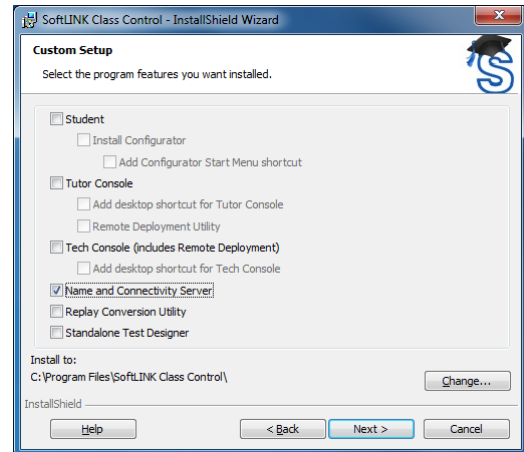 SoftLINK Class Control - InstallShield Wizard
Custom Setup
Select the program features you want installed.
Student
Install Configurator
Add Configurator Start Menu shortcut
Tutor Console
Add desktop shortcut for Tutor Console
Remote Deployment Utility
Tech Console (includes Remote Deployment)
Add desktop shortcut for Tech Console
Name and Connectivity Server
Replay Conversion Utility
Standalone Test Designer
Install to:
C:\Program Files\SoftLINK Class Control\
Change...
InstallShield
Help < Back Next > Cancel